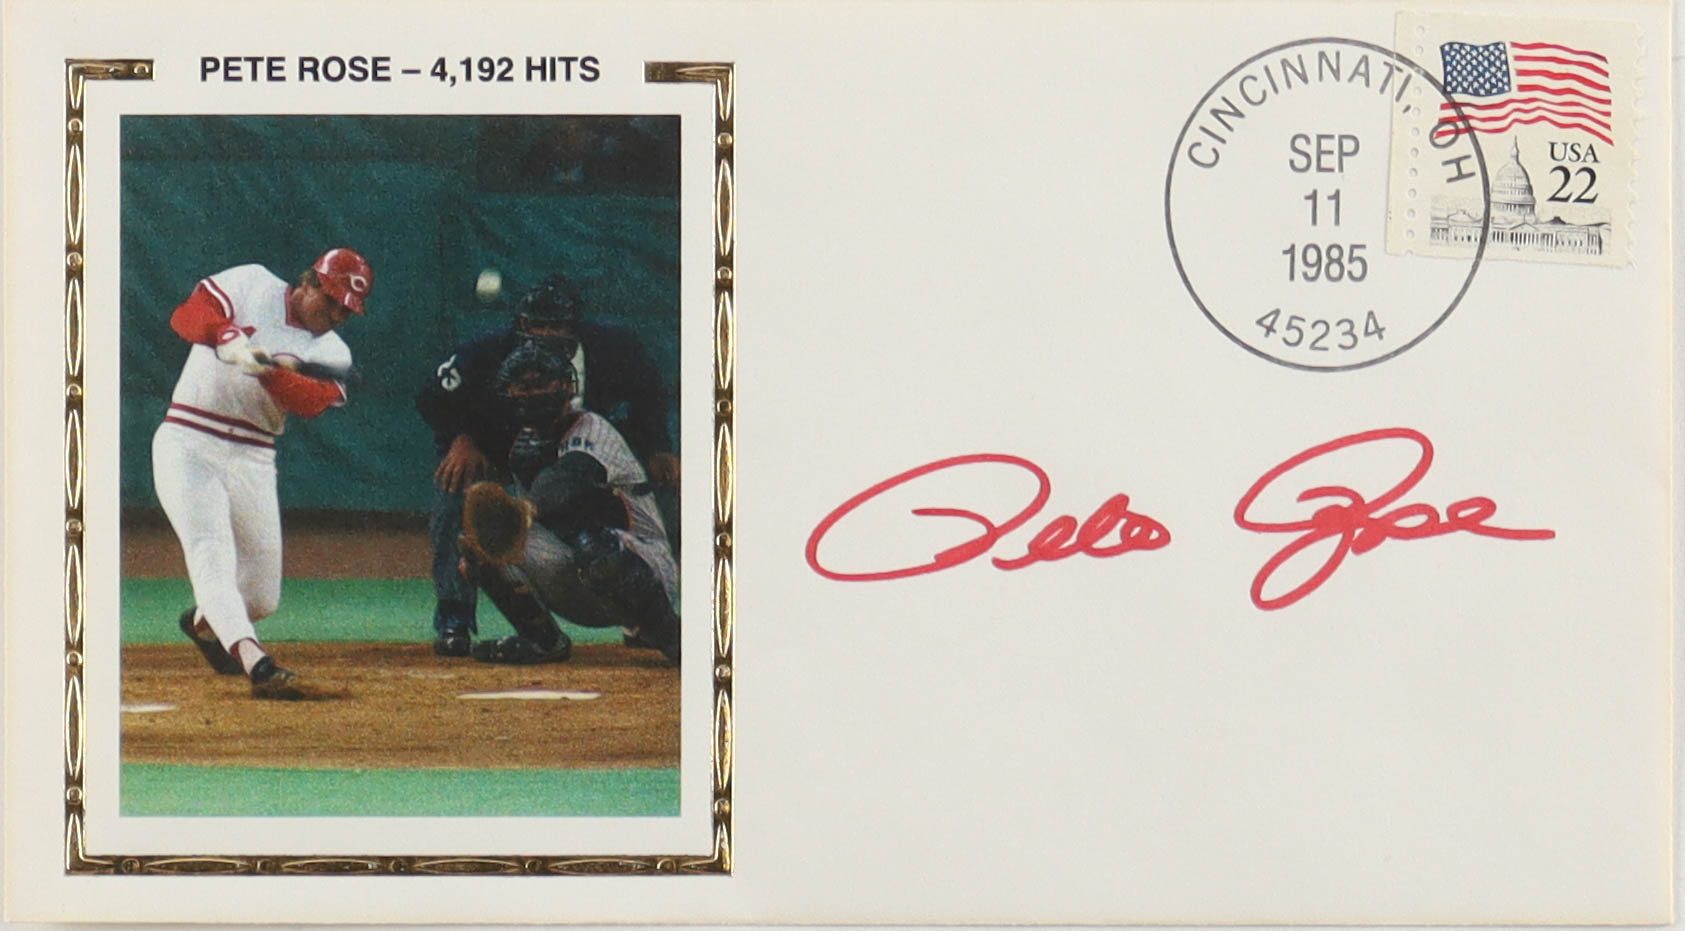 PETE ROSE – 4,192 HITS
CINCINNATI, OH
SEP
11
1985
45234
USA
22
Pete Rose